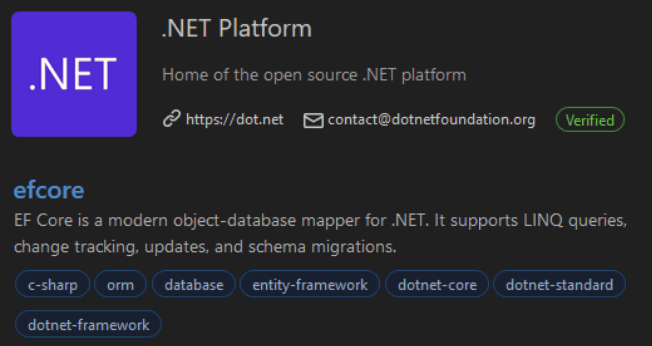 .NET
.NET Platform
Home of the open source .NET platform
https://dot.net contact@dotnetfoundation.org Verified
efcore
EF Core is a modern object-database mapper for .NET. It supports LINQ queries,
change tracking, updates, and schema migrations.
c-sharp orm database entity-framework dotnet-core dotnet-standard
dotnet-framework